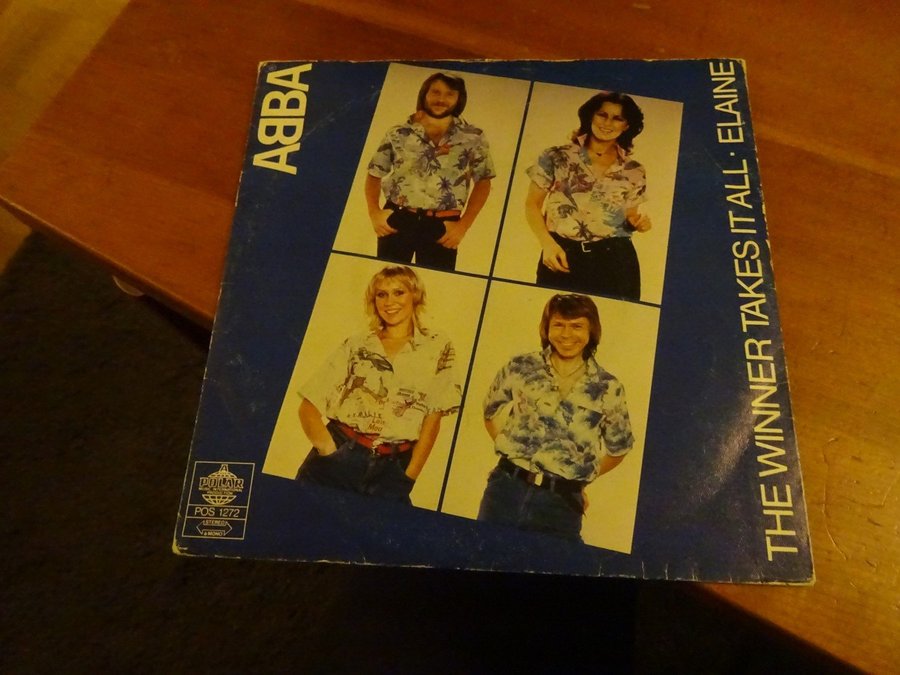 ABBA
THE WINNER TAKES IT ALL · ELAINE
POLAR
POS 1272
STEREO